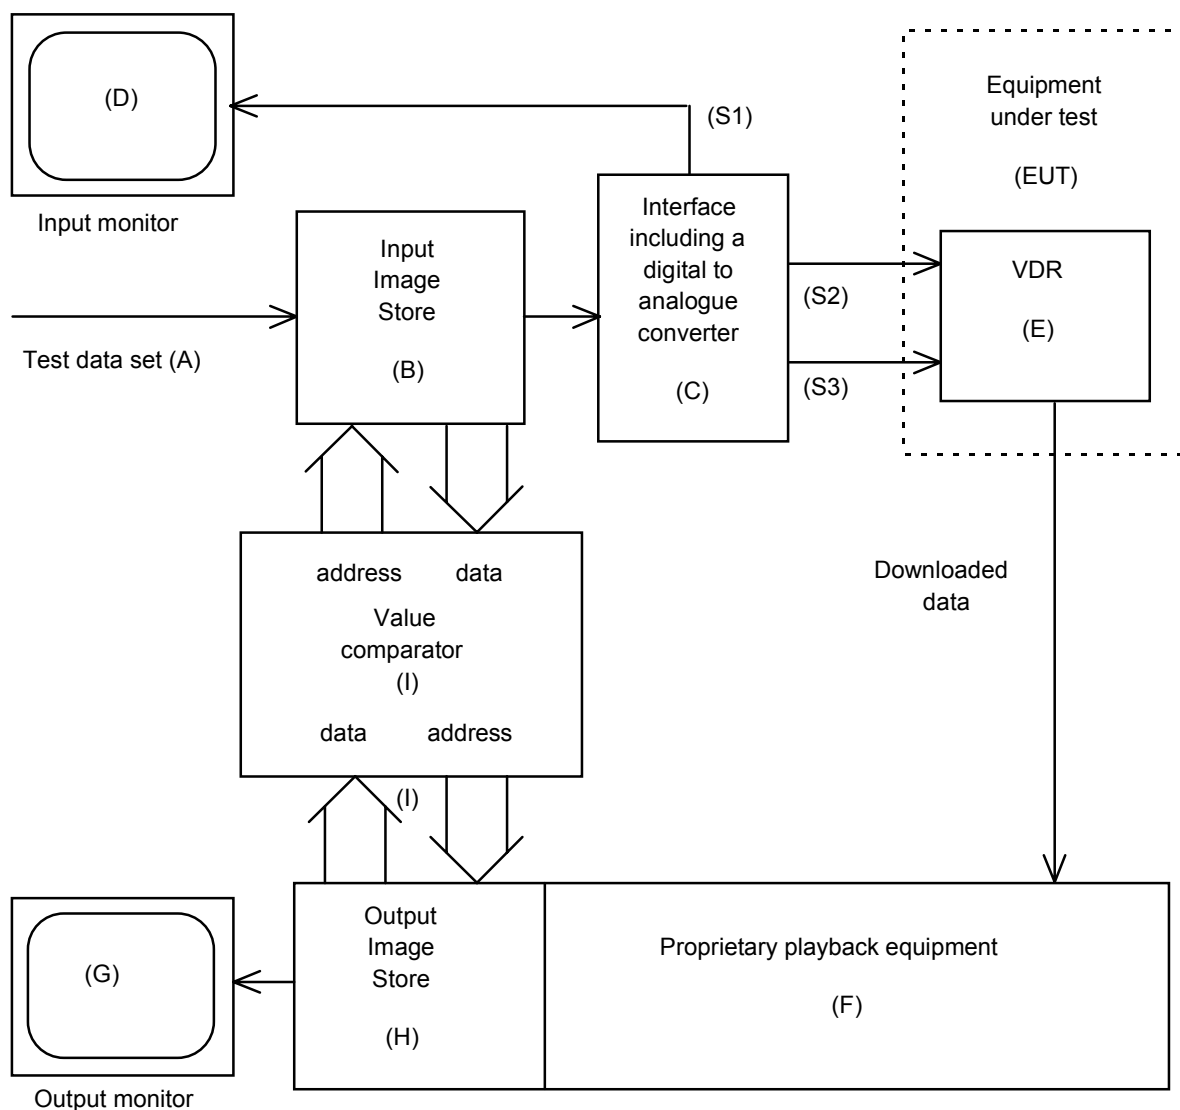 (D)
Input monitor
(S1)
Equipment
under test
(EUT)
Input
Image
Store
(B)
Interface
including a
digital to
analogue
converter
(C)
(S2)
(S3)
VDR
(E)
Test data set (A)
address data
Value
comparator
(I)
data address
(I)
Downloaded
data
(G)
Output monitor
Output
Image
Store
(H)
Proprietary playback equipment
(F)